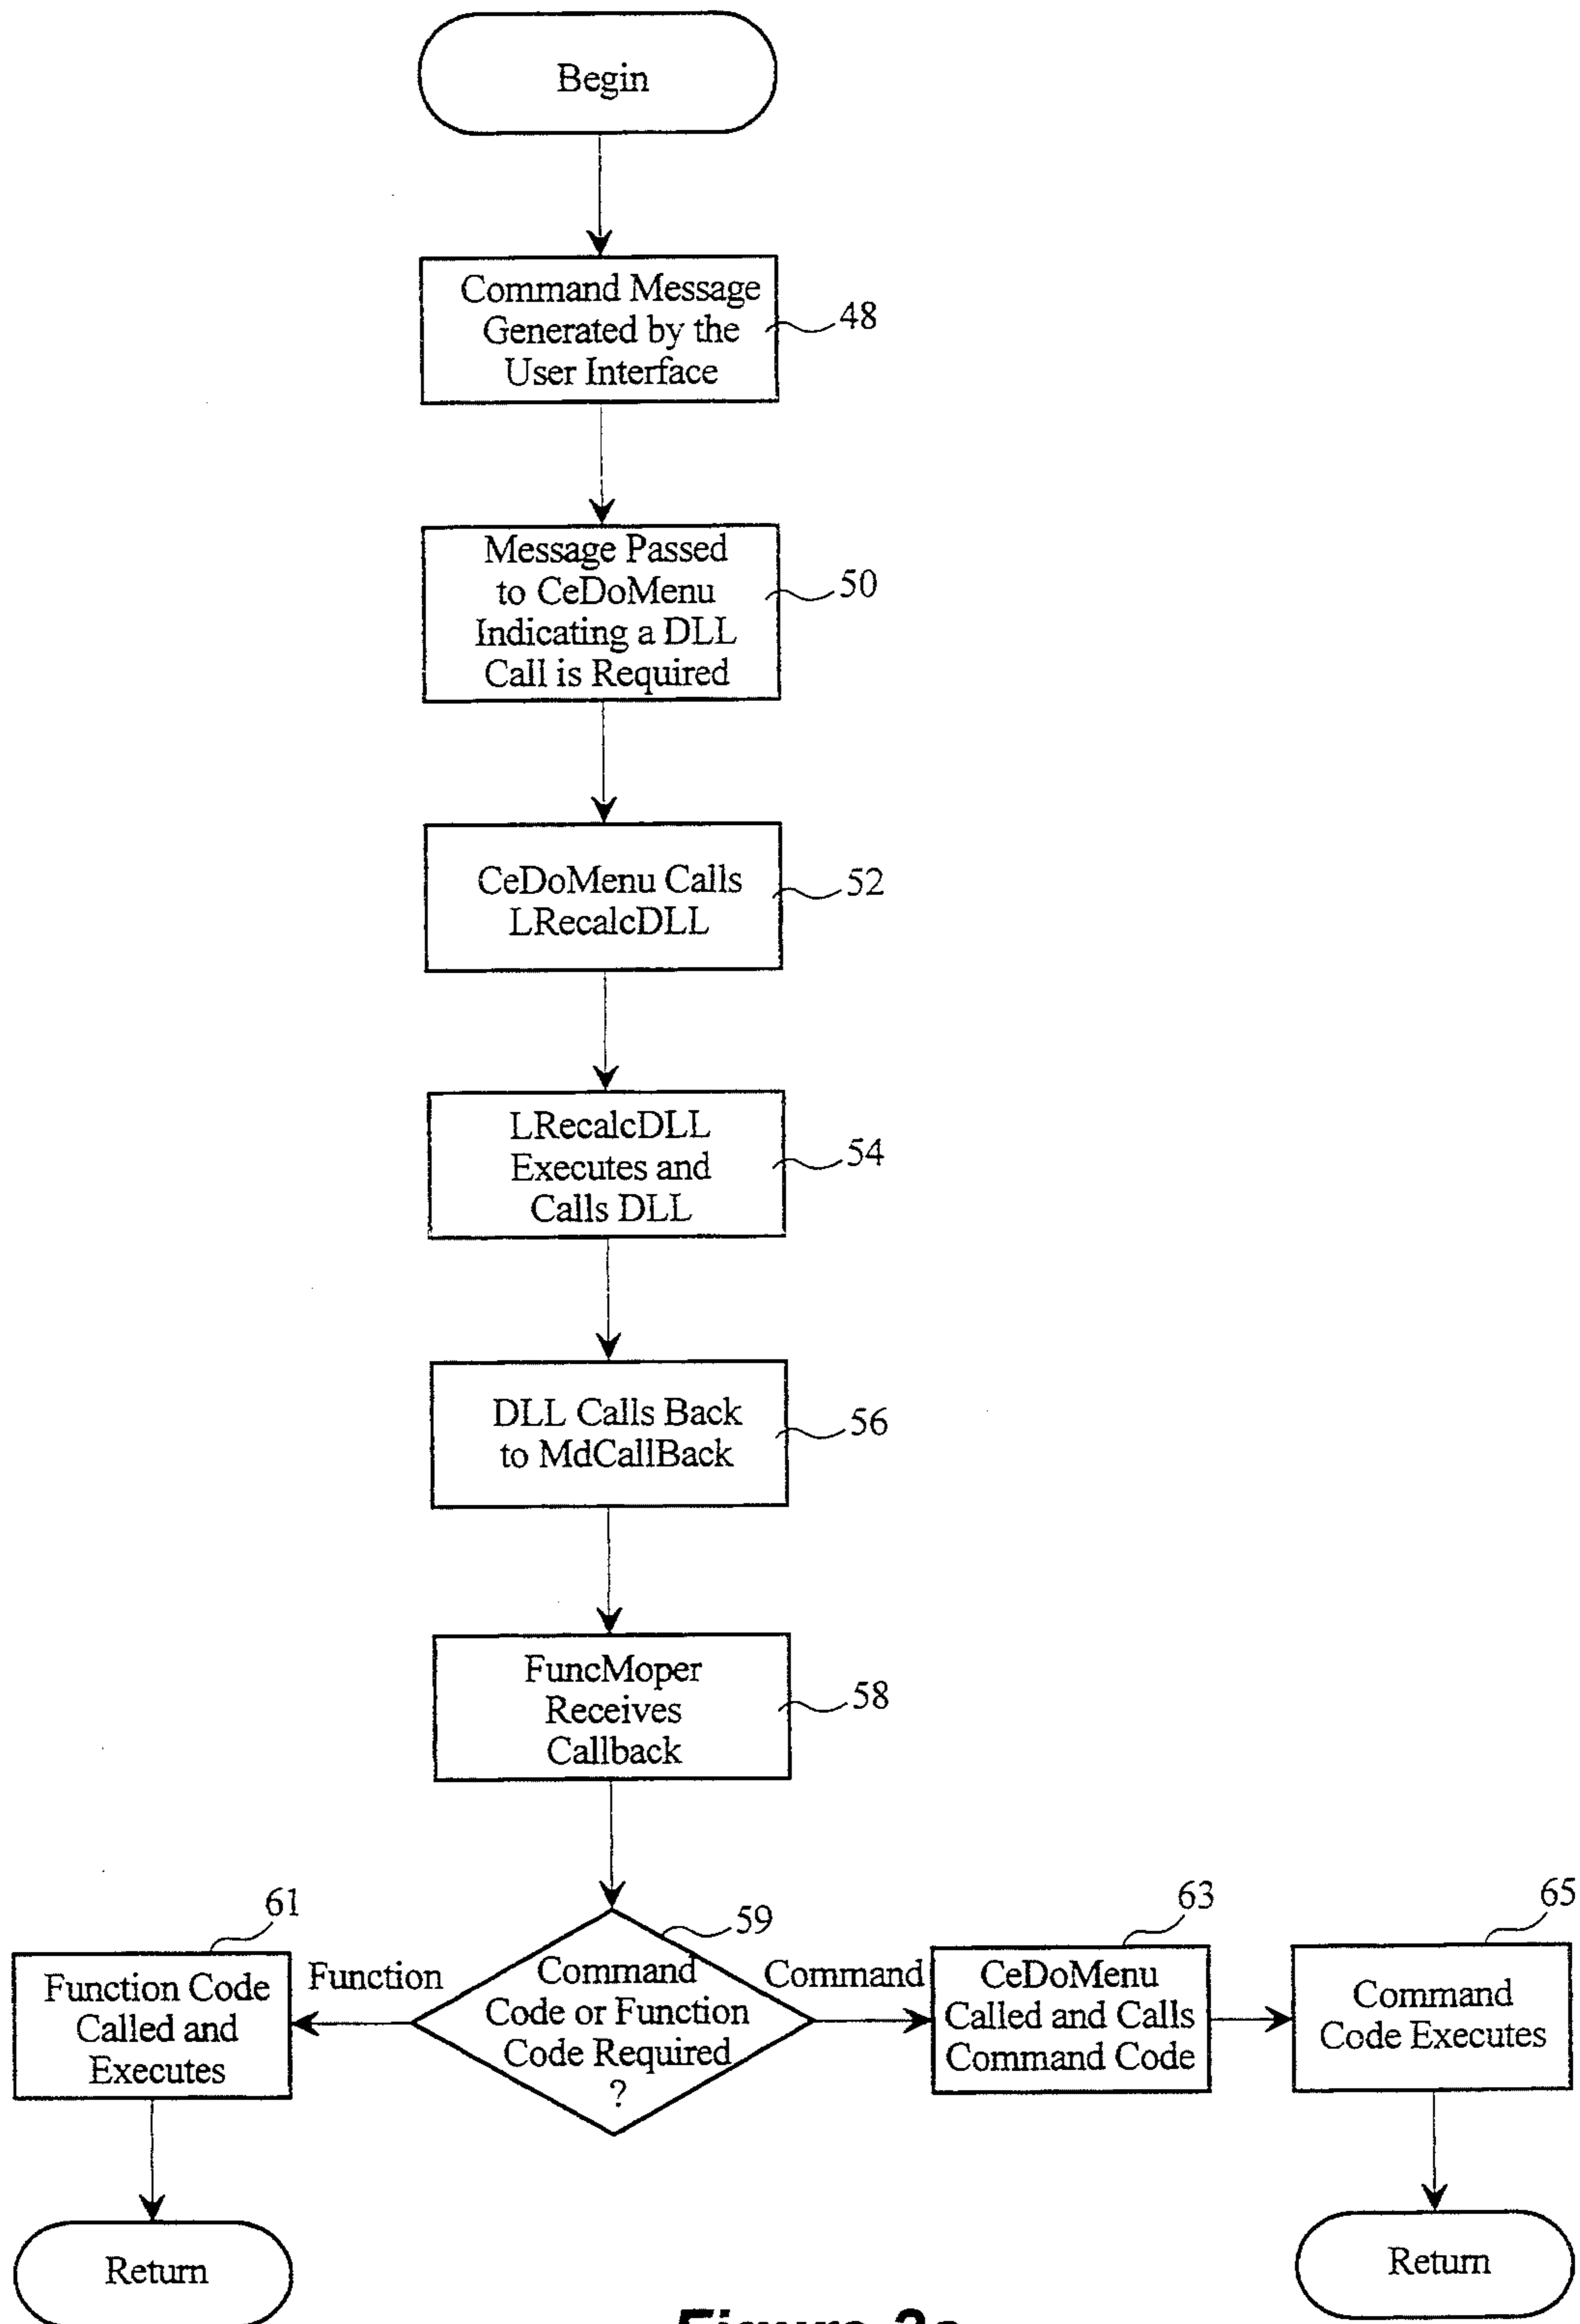 Begin
Command Message
Generated by the
User Interface
48
Message Passed
to CeDoMenu
Indicating a DLL
Call is Required
50
CeDoMenu Calls
LRecalcDLL
52
LRecalcDLL
Executes and
Calls DLL
54
DLL Calls Back
to MdCallBack
56
FuncMoper
Receives
Callback
58
61
Function Code
Called and
Executes
Function
59
Command
Code or Function
Code Required
?
Command
63
CeDoMenu
Called and Calls
Command Code
65
Command
Code Executes
Return
Return
Figure